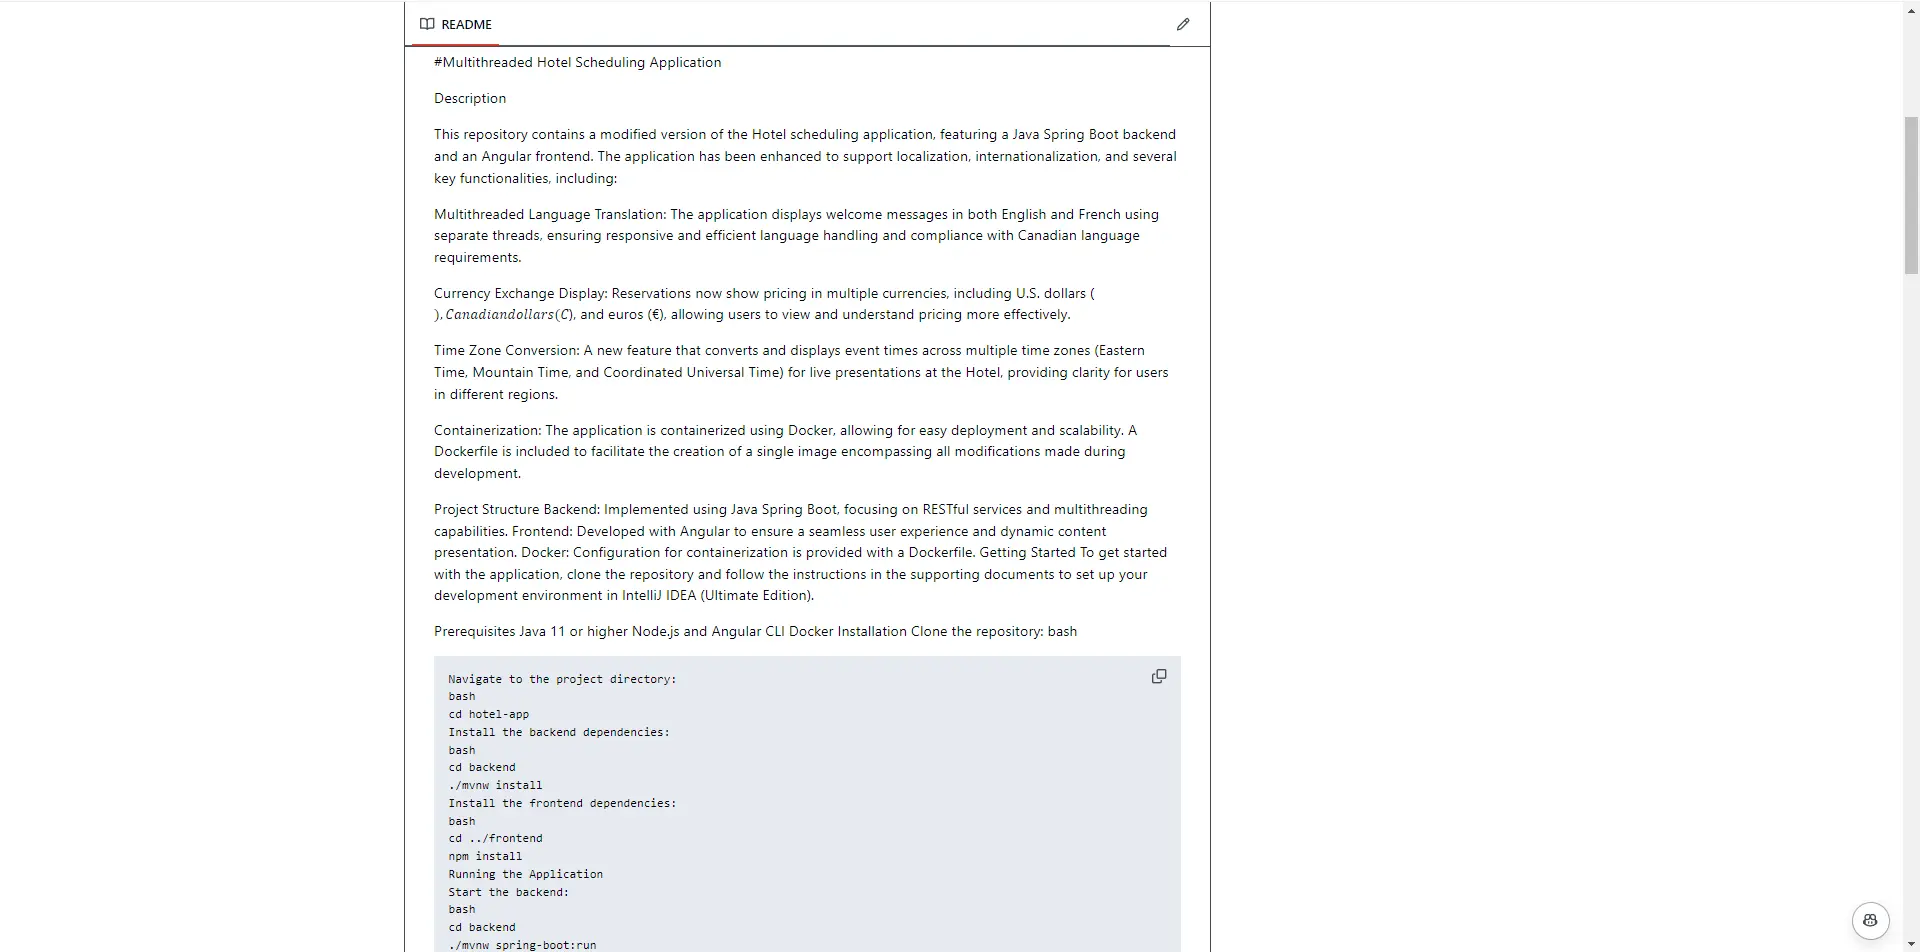 README
#Multithreaded Hotel Scheduling Application
Description
This repository contains a modified version of the Hotel scheduling application, featuring a Java Spring Boot backend
and an Angular frontend. The application has been enhanced to support localization, internationalization, and several
key functionalities, including:
Multithreaded Language Translation: The application displays welcome messages in both English and French using
separate threads, ensuring responsive and efficient language handling and compliance with Canadian language
requirements.
Currency Exchange Display: Reservations now show pricing in multiple currencies, including U.S. dollars (
),Canadiandollars(C), and euros (€), allowing users to view and understand pricing more effectively.
Time Zone Conversion: A new feature that converts and displays event times across multiple time zones (Eastern
Time, Mountain Time, and Coordinated Universal Time) for live presentations at the Hotel, providing clarity for users
in different regions.
Containerization: The application is containerized using Docker, allowing for easy deployment and scalability. A
Dockerfile is included to facilitate the creation of a single image encompassing all modifications made during
development.
Project Structure Backend: Implemented using Java Spring Boot, focusing on RESTful services and multithreading
capabilities. Frontend: Developed with Angular to ensure a seamless user experience and dynamic content
presentation. Docker: Configuration for containerization is provided with a Dockerfile. Getting Started To get started
with the application, clone the repository and follow the instructions in the supporting documents to set up your
development environment in IntelliJ IDEA (Ultimate Edition).
Prerequisites Java 11 or higher Node.js and Angular CLI Docker Installation Clone the repository: bash
Navigate to the project directory:
bash
cd hotel-app
Install the backend dependencies:
bash
cd backend
./mvnw install
Install the frontend dependencies:
bash
cd ../frontend
npm install
Running the Application
Start the backend:
bash
cd backend
./mvnw spring-boot:run